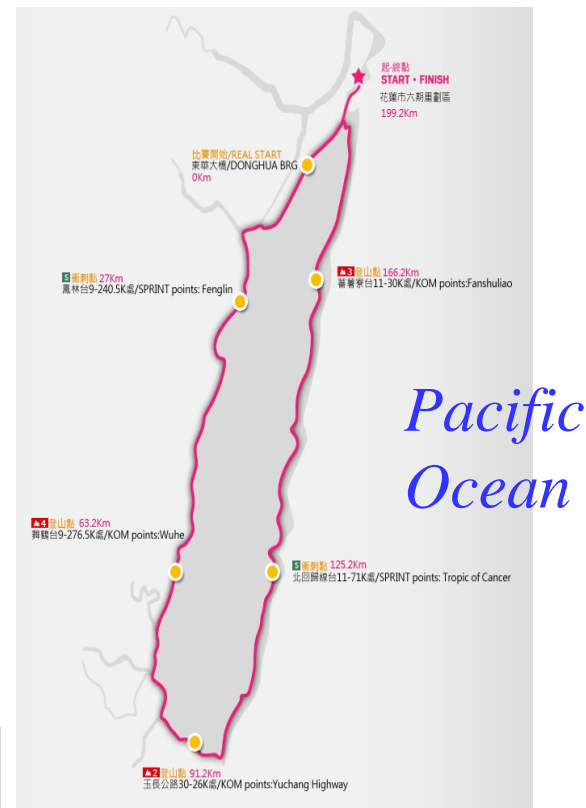 起‧終點
START‧FINISH
花蓮市六期重劃區
199.2Km
比賽開始/REAL START
東華大橋/DONGHUA BRG
0Km
S 衝刺點 27Km
鳳林台9-240.5K處/SPRINT points: Fenglin
3 登山點 166.2Km
蕃薯寮台11-30K處/KOM points:Fanshuliao
Pacific
Ocean
4 登山點 63.2Km
舞鶴台9-276.5K處/KOM points:Wuhe
S 衝刺點 125.2Km
北回歸線台11-71K處/SPRINT points: Tropic of Cancer
2 登山點 91.2Km
玉長公路30-26K處/KOM points:Yuchang Highway